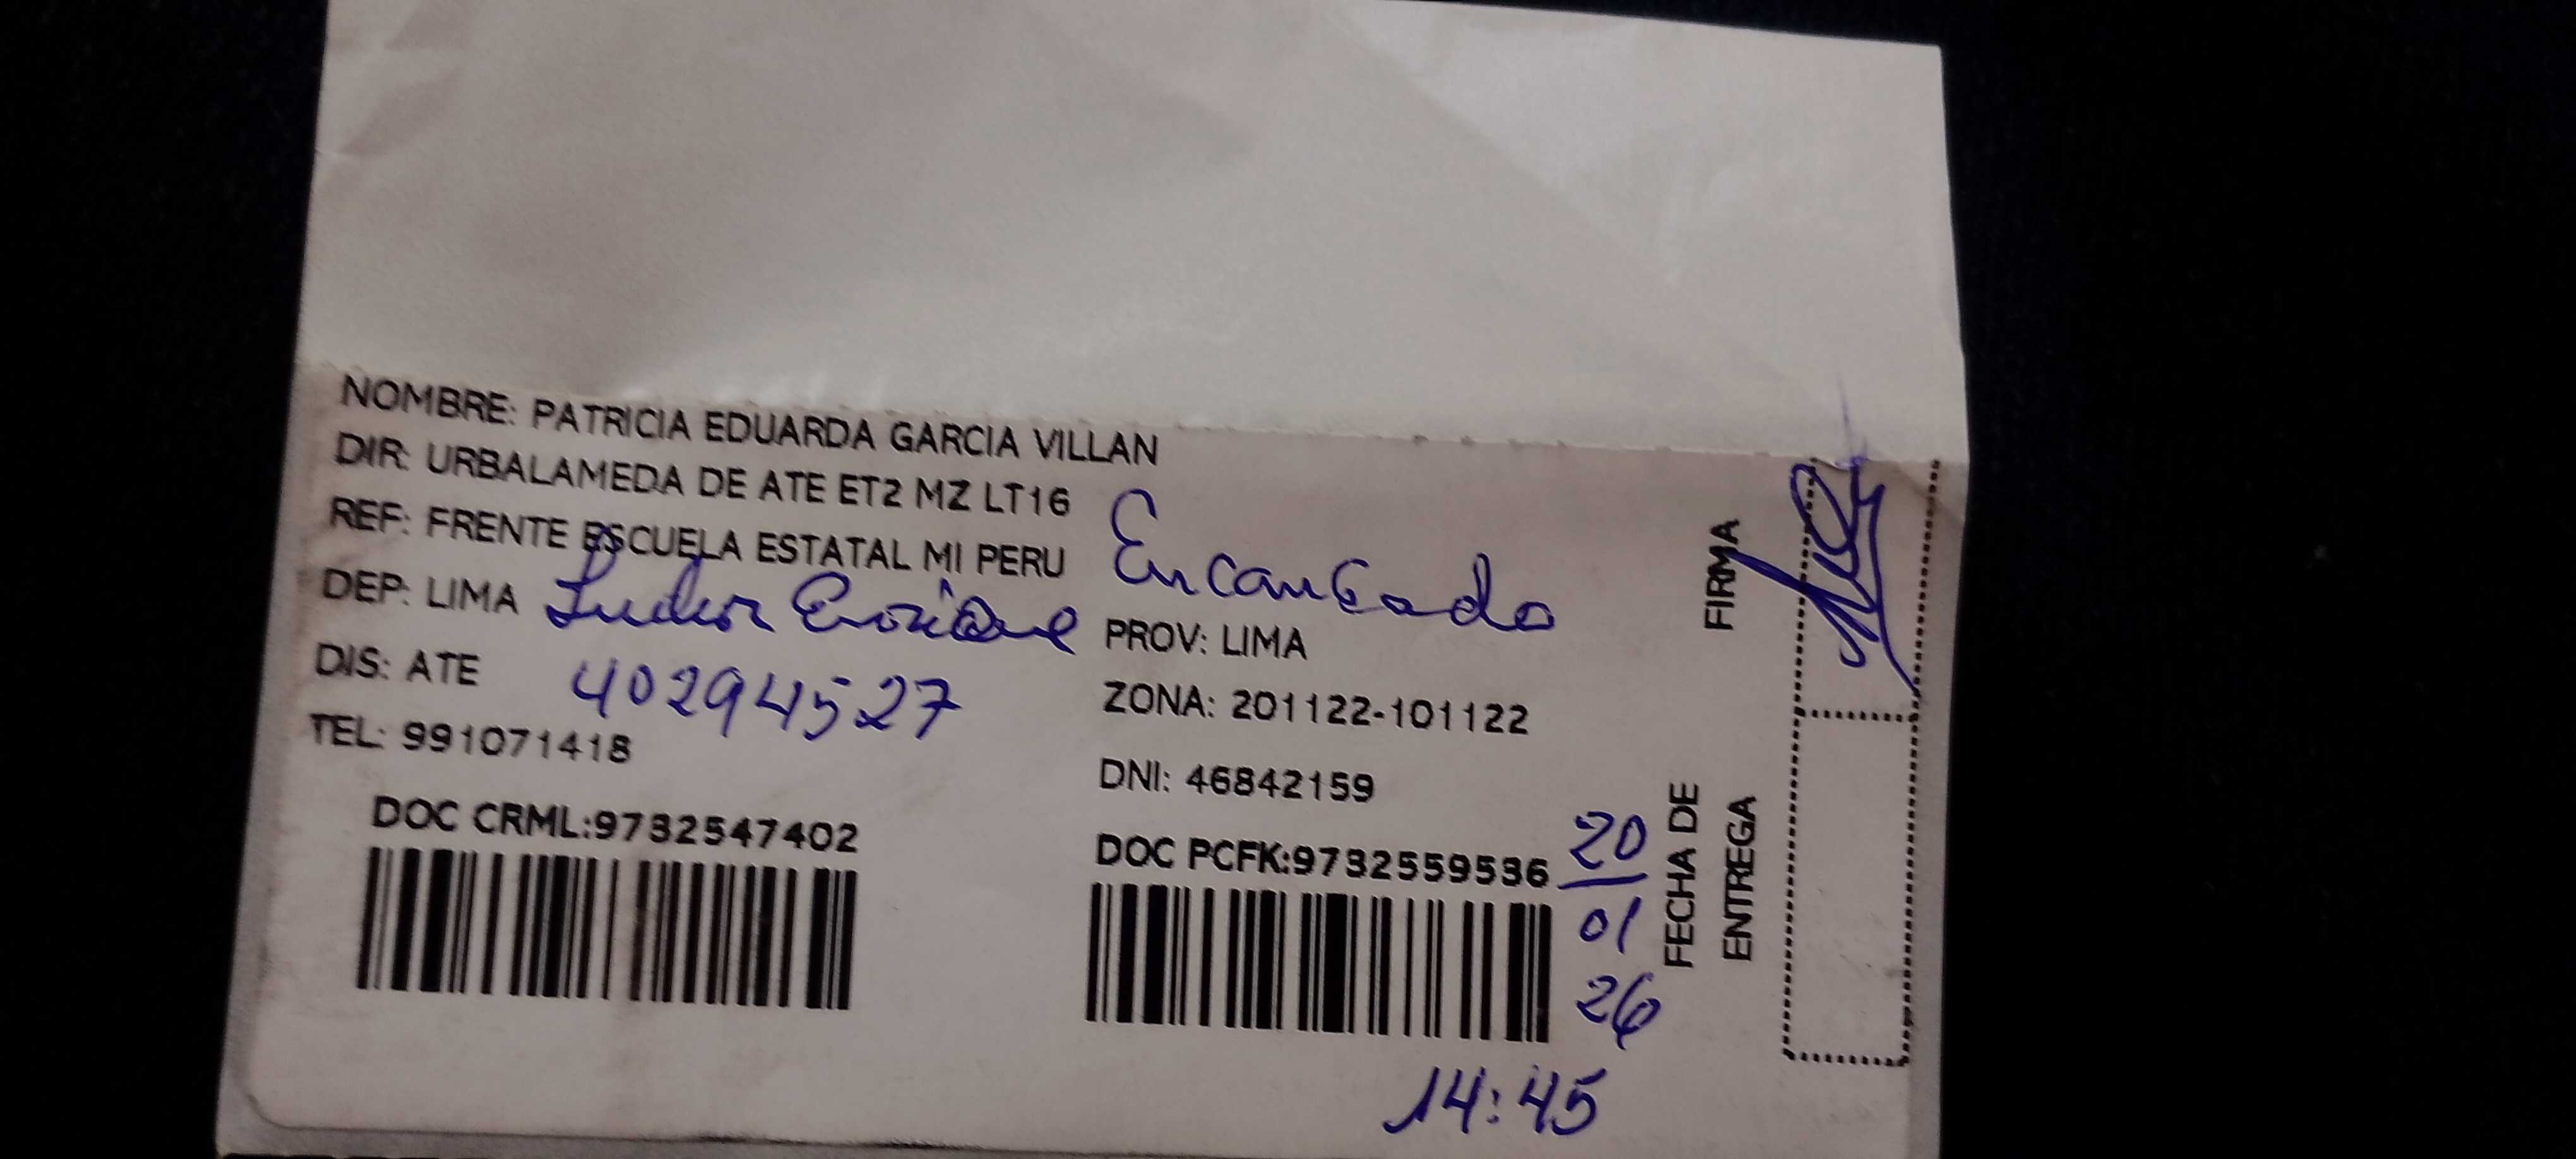 NOMBRE: PATRICIA EDUARDA GARCIA VILLAN
DIR: URBALAMEDA DE ATE ET2 MZ LT16
REF: FRENTE ESCUELA ESTATAL MI PERU
Encargado
DEP: LIMA
PROV: LIMA
DIS: ATE
40294527
ZONA: 201122-101122
TEL: 991071418
DNI: 46842159
DOC CRML:9732547402
DOC PCFK:9732559536
20
01
26
14:45
FIRMA
FECHA DE
ENTREGA